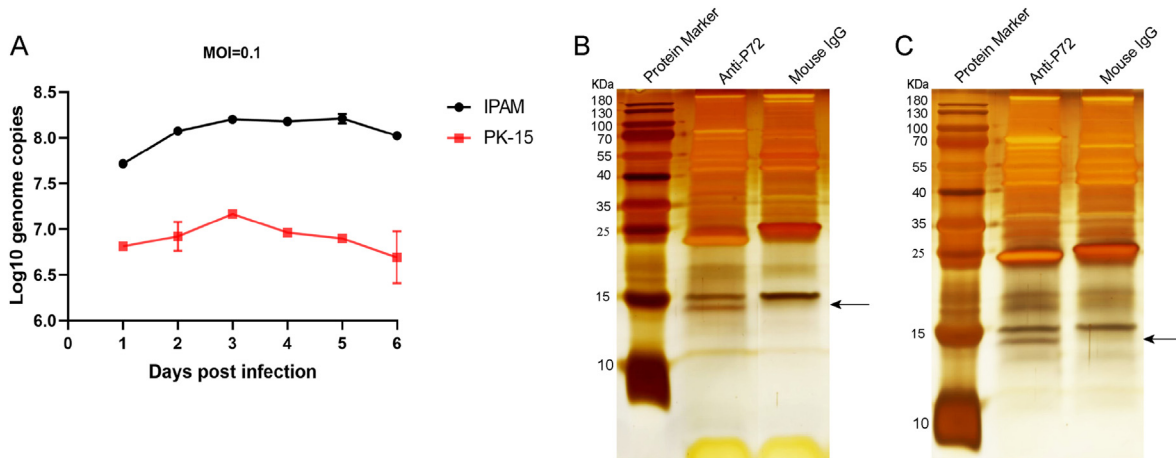 A
MOI=0.1
8.5
8.0
7.5
7.0
6.5
6.0
Log10 genome copies
0
1
2
3
4
5
6
Days post infection
IPAM
PK-15
B
Protein Marker
Anti-P72
Mouse IgG
KDa
180
130
100
70
55
40
35
25
15
10
C
Protein Marker
Anti-P72
Mouse IgG
KDa
180
130
100
70
55
40
35
25
15
10